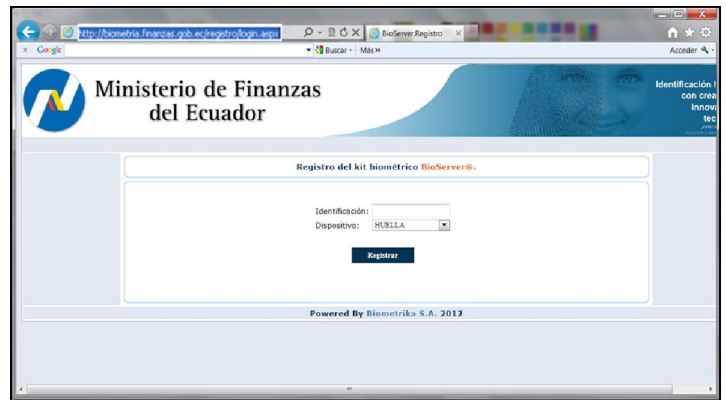 http://biometria.finanzas.gob.ec/registro/login.aspx
BioServer.Registro
x Google
Buscar
Más »
Acceder
Ministerio de Finanzas
del Ecuador
Identificación
con crea
innov
tec
Registro del kit biométrico BioServer®.
Identificación:
Dispositivo: HUELLA
Registrar
Powered By Biometrika S.A. 2012